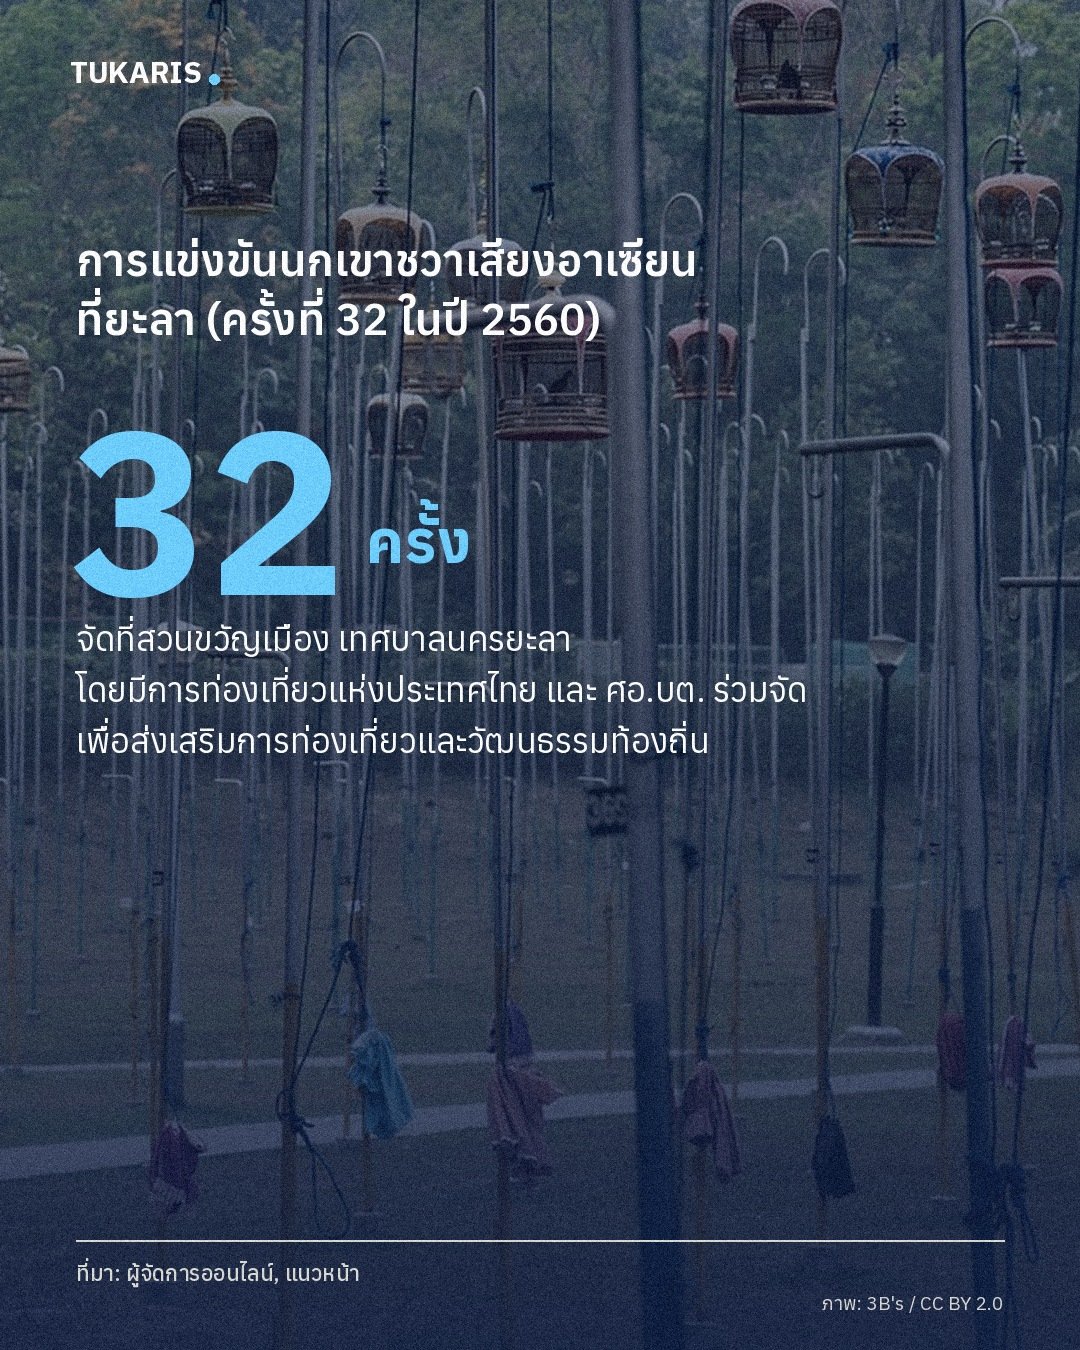 TUKARIS.
การแข่งขันนกเขาชวาเสียงอาเซียน
ที่ยะลา (ครั้งที่ 32 ในปี 2560)
32 ครั้ง
จัดที่สวนขวัญเมือง เทศบาลนครยะลา
โดยมีการท่องเที่ยวแห่งประเทศไทย และ ศอ.บต. ร่วมจัด
เพื่อส่งเสริมการท่องเที่ยวและวัฒนธรรมท้องถิ่น
ที่มา: ผู้จัดการออนไลน์, แนวหน้า
ภาพ: 3B's / CC BY 2.0